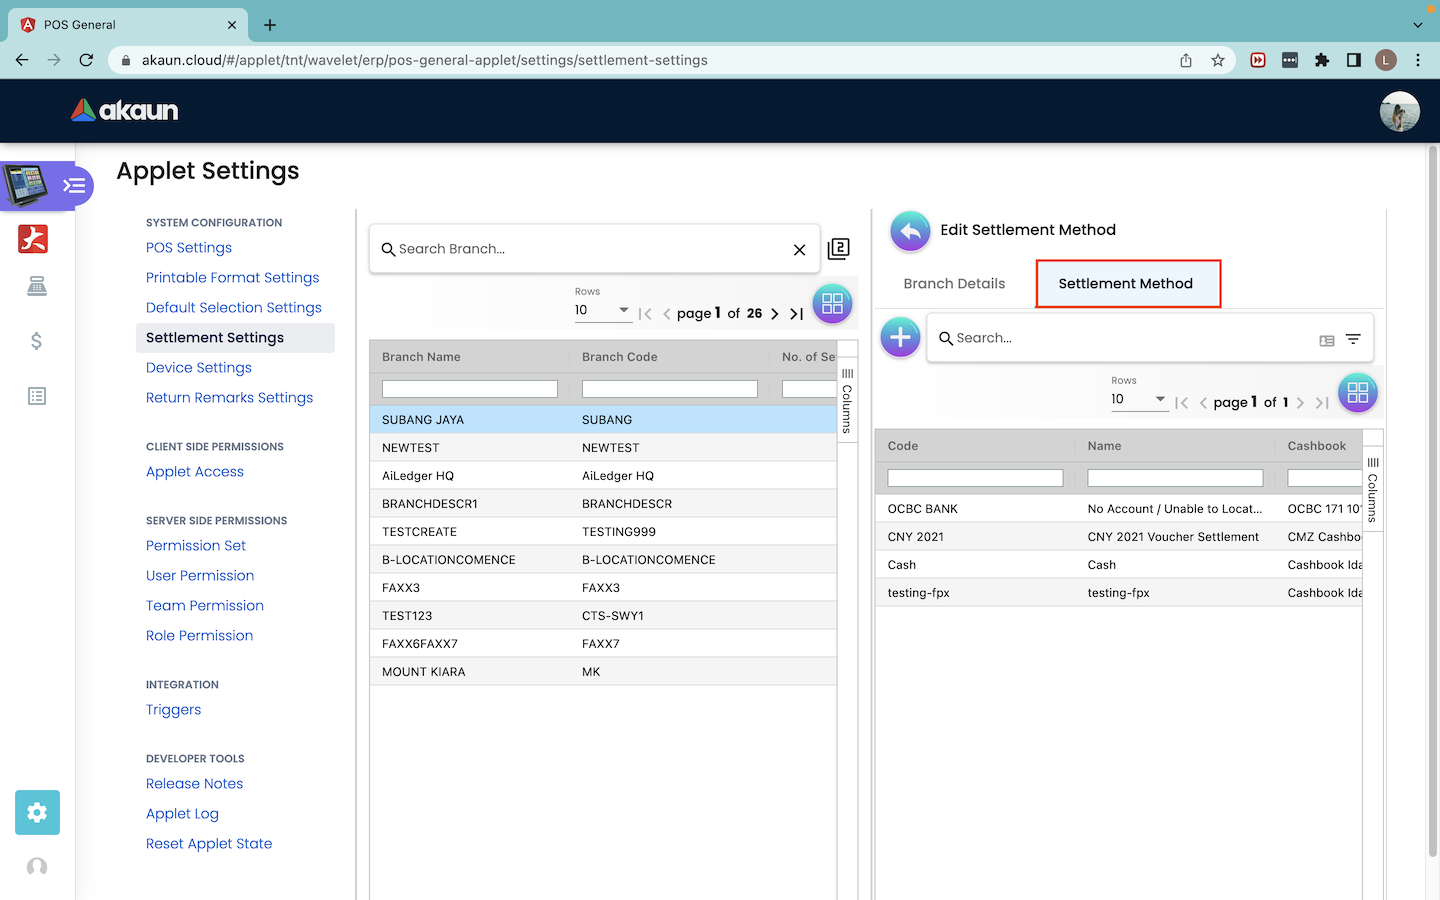 POS General
akaun.cloud/#/applet/tnt/wavelet/erp/pos-general-applet/settings/settlement-settings
L
akaun
Applet Settings
SYSTEM CONFIGURATION
POS Settings
Printable Format Settings
Default Selection Settings
Settlement Settings
Device Settings
Return Remarks Settings
CLIENT SIDE PERMISSIONS
Applet Access
SERVER SIDE PERMISSIONS
Permission Set
User Permission
Team Permission
Role Permission
INTEGRATION
Triggers
DEVELOPER TOOLS
Release Notes
Applet Log
Reset Applet State
Search Branch...
2
Rows
10
page 1 of 26
Branch Name Branch Code No. of Se
SUBANG JAYA SUBANG
NEWTEST NEWTEST
AiLedger HQ AiLedger HQ
BRANCHDESCR1 BRANCHDESCR
TESTCREATE TESTING999
B-LOCATIONCOMENCE B-LOCATIONCOMENCE
FAXX3 FAXX3
TEST123 CTS-SWY1
FAXX6FAXX7 FAXX7
MOUNT KIARA MK
Columns
Edit Settlement Method
Branch Details Settlement Method
Search...
Rows
10
page 1 of 1
Code Name Cashbook
OCBC BANK No Account / Unable to Locat... OCBC 171 101
CNY 2021 CNY 2021 Voucher Settlement CMZ Cashbo
Cash Cash Cashbook Ida
testing-fpx testing-fpx Cashbook Ida
Columns